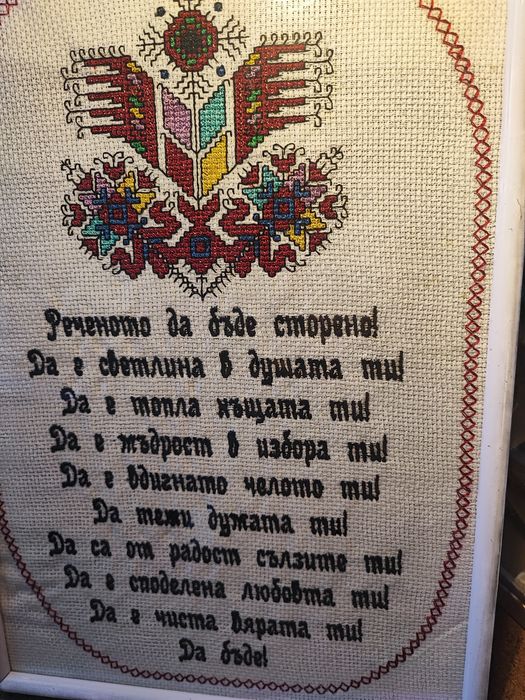 Реченото да бъде сторено!
Да е светлина в душата ти!
Да е топла къщата ти!
Да е мъдрост в избора ти!
Да е вдигнато челото ти!
Да тежи думата ти!
Да са от радост сълзите ти!
Да е споделена любовта ти!
Да е чиста вярата ти!
Да бъде!